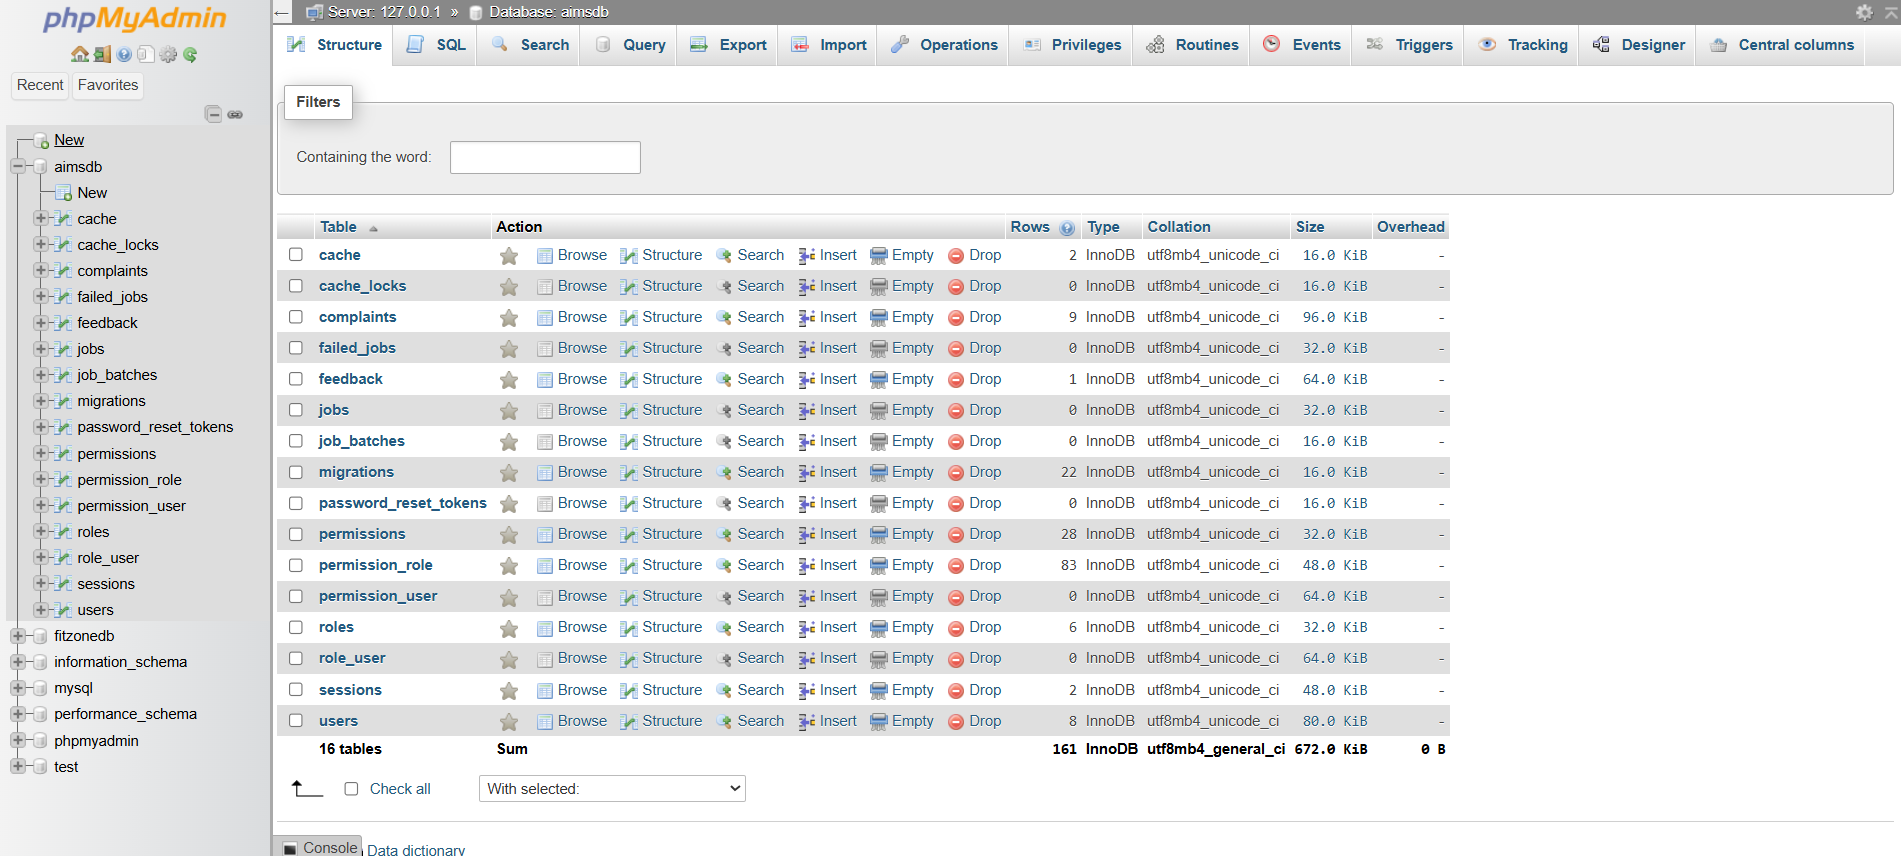 phpMyAdmin
Recent Favorites
New
aimsdb
New
cache
cache_locks
complaints
failed_jobs
feedback
jobs
job_batches
migrations
password_reset_tokens
permissions
permission_role
permission_user
roles
role_user
sessions
users
fitzonedb
information_schema
mysql
performance_schema
phpmyadmin
test
Server: 127.0.0.1 » Database: aimsdb
Structure SQL Search Query Export Import Operations Privileges Routines Events Triggers Tracking Designer Central columns
Filters
Containing the word:
Table Action Rows Type Collation Size Overhead
cache Browse Structure Search Insert Empty Drop 2 InnoDB utf8mb4_unicode_ci 16.0 KiB -
cache_locks Browse Structure Search Insert Empty Drop 0 InnoDB utf8mb4_unicode_ci 16.0 KiB -
complaints Browse Structure Search Insert Empty Drop 9 InnoDB utf8mb4_unicode_ci 96.0 KiB -
failed_jobs Browse Structure Search Insert Empty Drop 0 InnoDB utf8mb4_unicode_ci 32.0 KiB -
feedback Browse Structure Search Insert Empty Drop 1 InnoDB utf8mb4_unicode_ci 64.0 KiB -
jobs Browse Structure Search Insert Empty Drop 0 InnoDB utf8mb4_unicode_ci 32.0 KiB -
job_batches Browse Structure Search Insert Empty Drop 0 InnoDB utf8mb4_unicode_ci 16.0 KiB -
migrations Browse Structure Search Insert Empty Drop 22 InnoDB utf8mb4_unicode_ci 16.0 KiB -
password_reset_tokens Browse Structure Search Insert Empty Drop 0 InnoDB utf8mb4_unicode_ci 16.0 KiB -
permissions Browse Structure Search Insert Empty Drop 28 InnoDB utf8mb4_unicode_ci 32.0 KiB -
permission_role Browse Structure Search Insert Empty Drop 83 InnoDB utf8mb4_unicode_ci 48.0 KiB -
permission_user Browse Structure Search Insert Empty Drop 0 InnoDB utf8mb4_unicode_ci 64.0 KiB -
roles Browse Structure Search Insert Empty Drop 6 InnoDB utf8mb4_unicode_ci 32.0 KiB -
role_user Browse Structure Search Insert Empty Drop 0 InnoDB utf8mb4_unicode_ci 64.0 KiB -
sessions Browse Structure Search Insert Empty Drop 2 InnoDB utf8mb4_unicode_ci 48.0 KiB -
users Browse Structure Search Insert Empty Drop 8 InnoDB utf8mb4_unicode_ci 80.0 KiB -
16 tables Sum 161 InnoDB utf8mb4_general_ci 672.0 KiB 0 B
Check all With selected:
Console Data dictionary